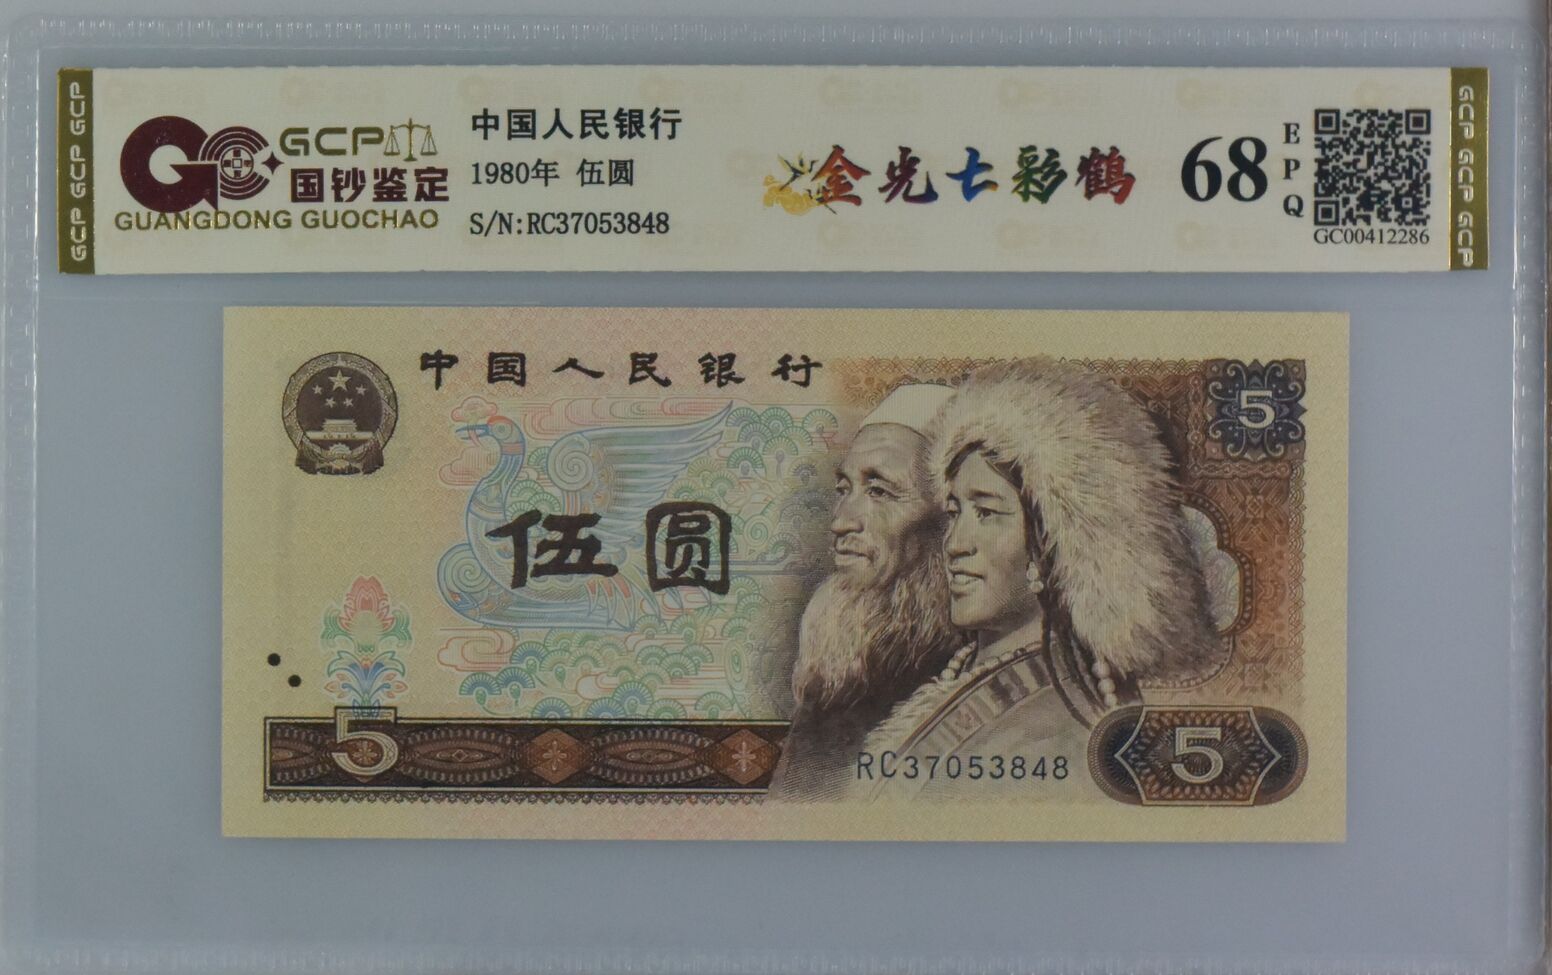 GCP GCP GCP
GCP
国钞鉴定
GUANGDONG GUOCHAO
中国人民银行
1980年 伍圆
S/N:RC37053848
金光七彩鹤
68
EPQ
GC00412286
GCP GCP GCP
中国人民银行
5
伍圆
5
RC37053848
5